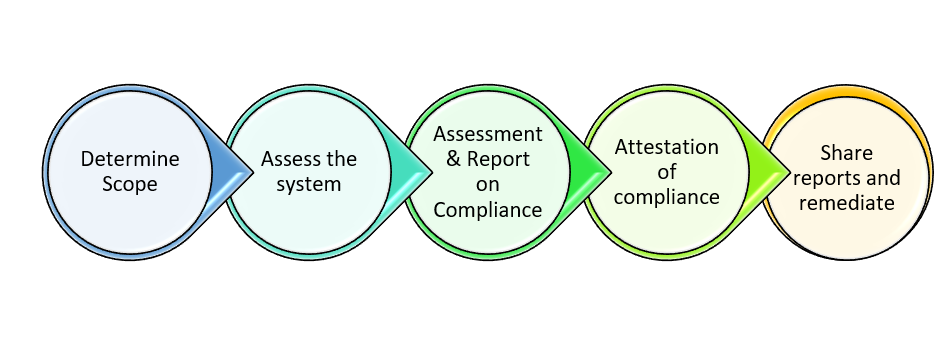 Determine
Scope
Assess the
system
Assessment
& Report
on
Compliance
Attestation
of
compliance
Share
reports and
remediate